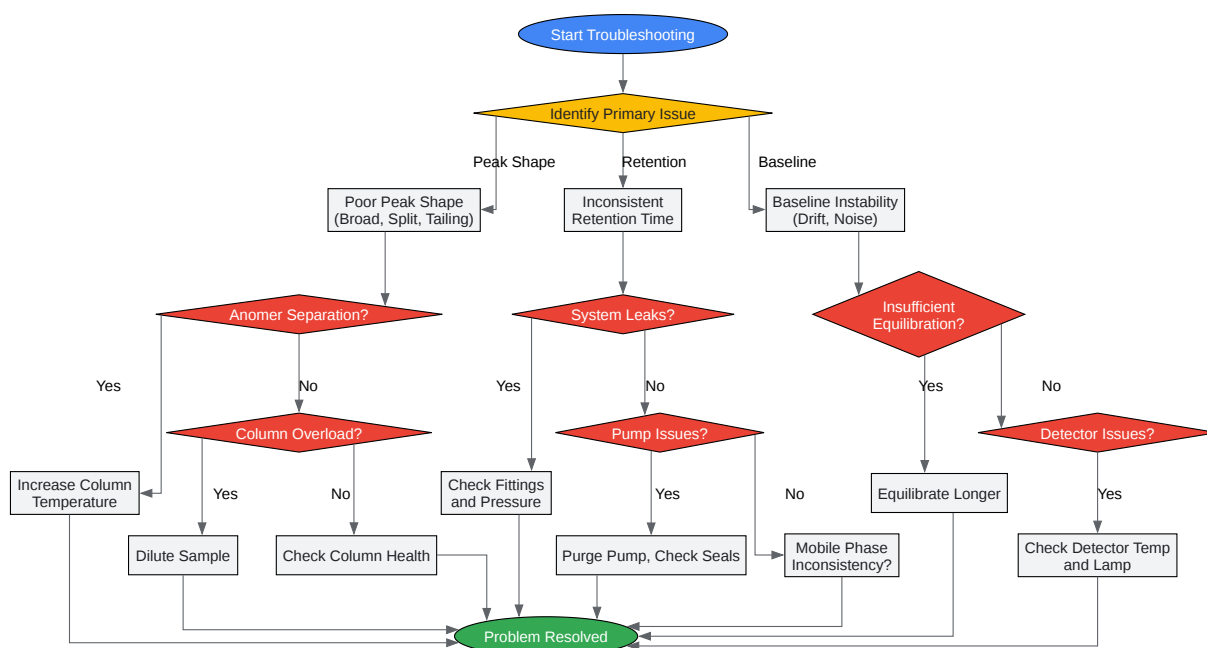 Start Troubleshooting
Identify Primary Issue
Peak Shape
Retention
Baseline
Poor Peak Shape
(Broad, Split, Tailing)
Inconsistent
Retention Time
Baseline Instability
(Drift, Noise)
Anomer Separation?
System Leaks?
Insufficient
Equilibration?
Yes
No
Yes
No
Yes
No
Column Overload?
Pump Issues?
Detector Issues?
Increase Column
Temperature
Yes
No
Check Fittings
and Pressure
Yes
No
Equilibrate Longer
Yes
Dilute Sample
Check Column Health
Purge Pump, Check Seals
Mobile Phase
Inconsistency?
Check Detector Temp
and Lamp
Problem Resolved